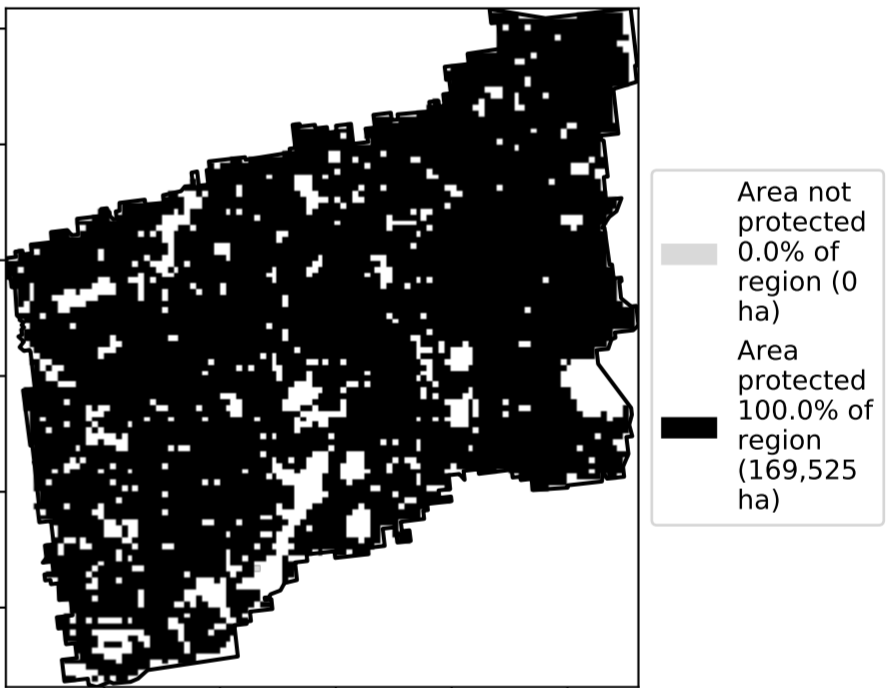 Area not
protected
0.0% of
region (0
ha)
Area
protected
100.0% of
region
(169,525
ha)